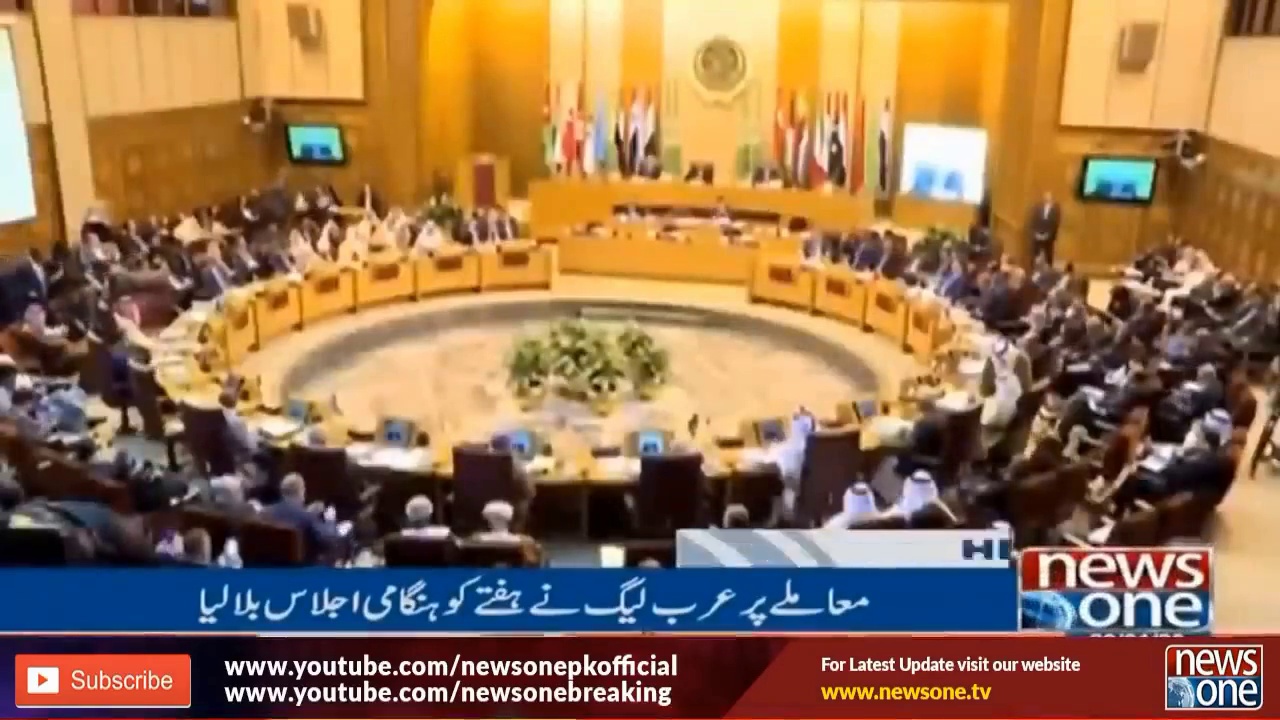 HI
معاملے پر عرب لیگ نے ہفتے کو ہنگامی اجلاس بلا لیا
news
one
Subscribe
www.youtube.com/newsonepkofficial
www.youtube.com/newsonebreaking
For Latest Update visit our website
www.newsone.tv
news
one